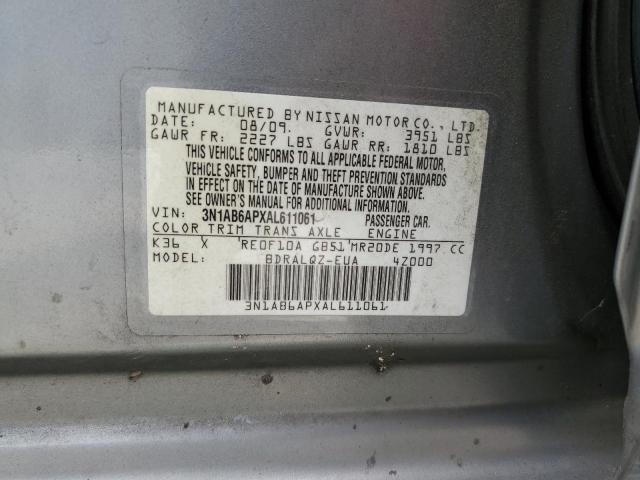 MANUFACTURED BY NISSAN MOTOR CO., LTD.
DATE: 08/09. GVWR: 3951 LBS
GAWR FR: 2227 LBS GAWR RR: 1810 LBS
THIS VEHICLE CONFORMS TO ALL APPLICABLE FEDERAL MOTOR,
VEHICLE SAFETY, BUMPER AND THEFT PREVENTION STANDARDS
IN EFFECT ON THE DATE OF MANUFACTURE SHOWN ABOVE.
SEE OWNER'S MANUAL FOR ADDITIONAL INFORMATION.
VIN: 3N1AB6APXAL611061 PASSENGER CAR.
COLOR TRIM TRANS AXLE ENGINE
K36 X RE0F10A GB51 MR20DE 1997 CC
MODEL: BDRALQZ-EUA 4Z000
3N1AB6APXAL611061